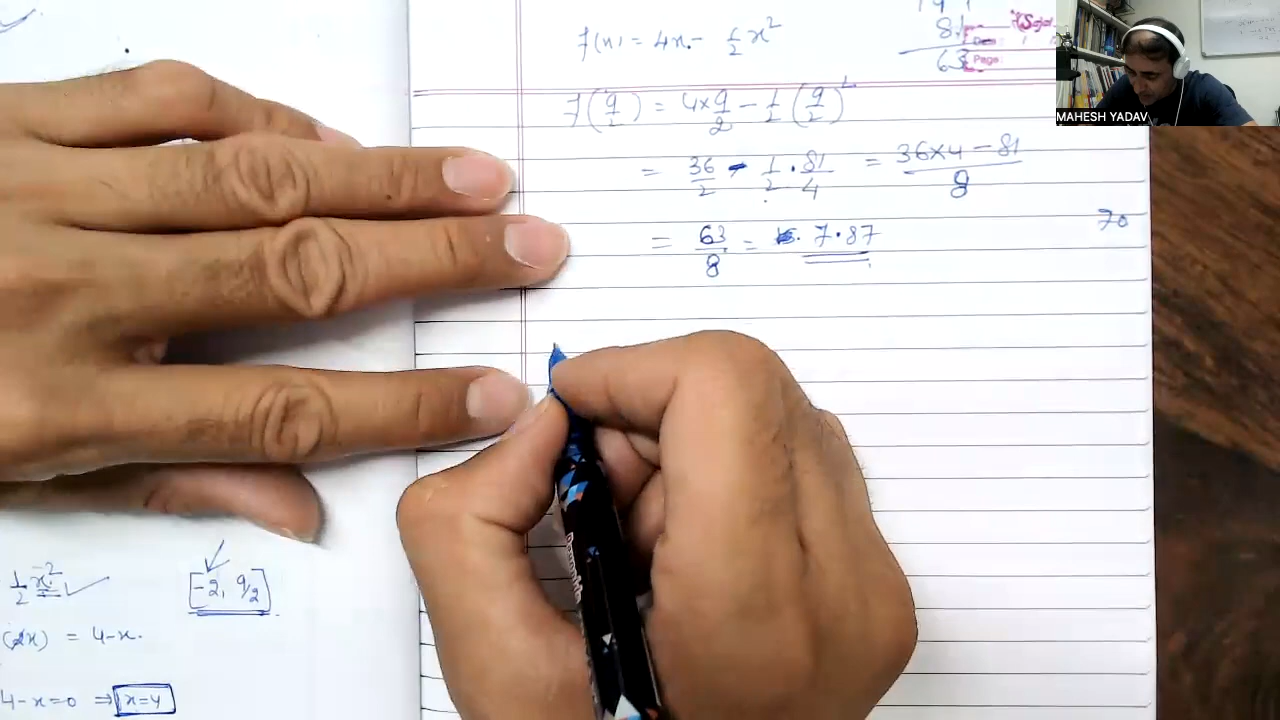 f(x) = 4x - 1/2 x²
81
63
Page
f(9/2) = 4×9/2 - 1/2 (9/2)²
= 36/2 - 1/2 · 81/4 = 36×4-81/8
= 63/8 = 7·87
70
1/2 x² [-2, 9/2]
(2x) = 4-x.
4-x=0 ⇒ x=4
MAHESH YADAV